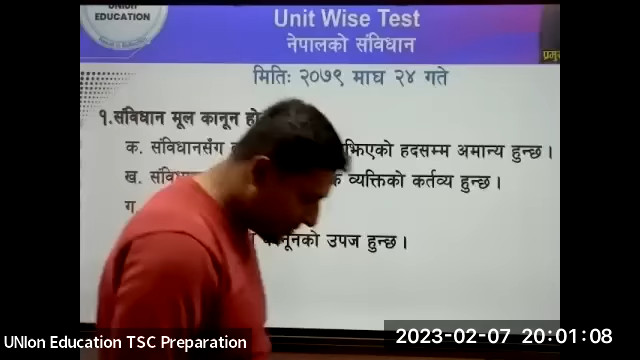 UNION
EDUCATION
Unit Wise Test
नेपालको संविधान
मितिः २०७९ माघ २४ गते
१.संविधान मूल कानून हो
क. संविधानसँग झिएको हदसम्म अमान्य हुन्छ ।
ख. व्यक्तिको कर्तव्य हुन्छ ।
ग.
कानूनको उपज हुन्छ ।
UNIon Education TSC Preparation
2023-02-07 20:01:08